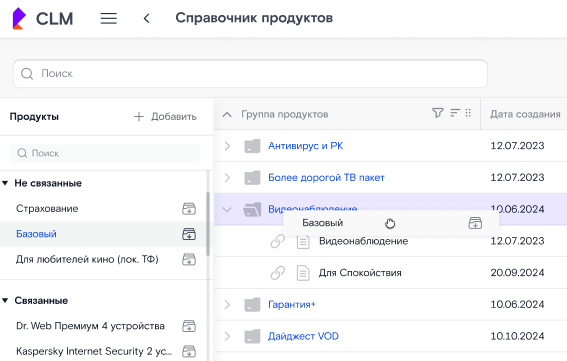 CLM
Справочник продуктов
Поиск
Продукты
Добавить
Группа продуктов
Дата создания
Поиск
Антивирус и РК
12.07.2023
Не связанные
Более дорогой ТВ пакет
12.07.2023
Страхование
Видеонаблюдение
10.06.2024
Базовый
Базовый
Видеонаблюдение
12.07.2023
Для любителей кино (лок. ТФ)
Для Спокойствия
20.09.2024
Связанные
Гарантия+
10.06.2024
Dr. Web Премиум 4 устройства
Дайджест VOD
10.10.2024
Kaspersky Internet Security 2 ус...